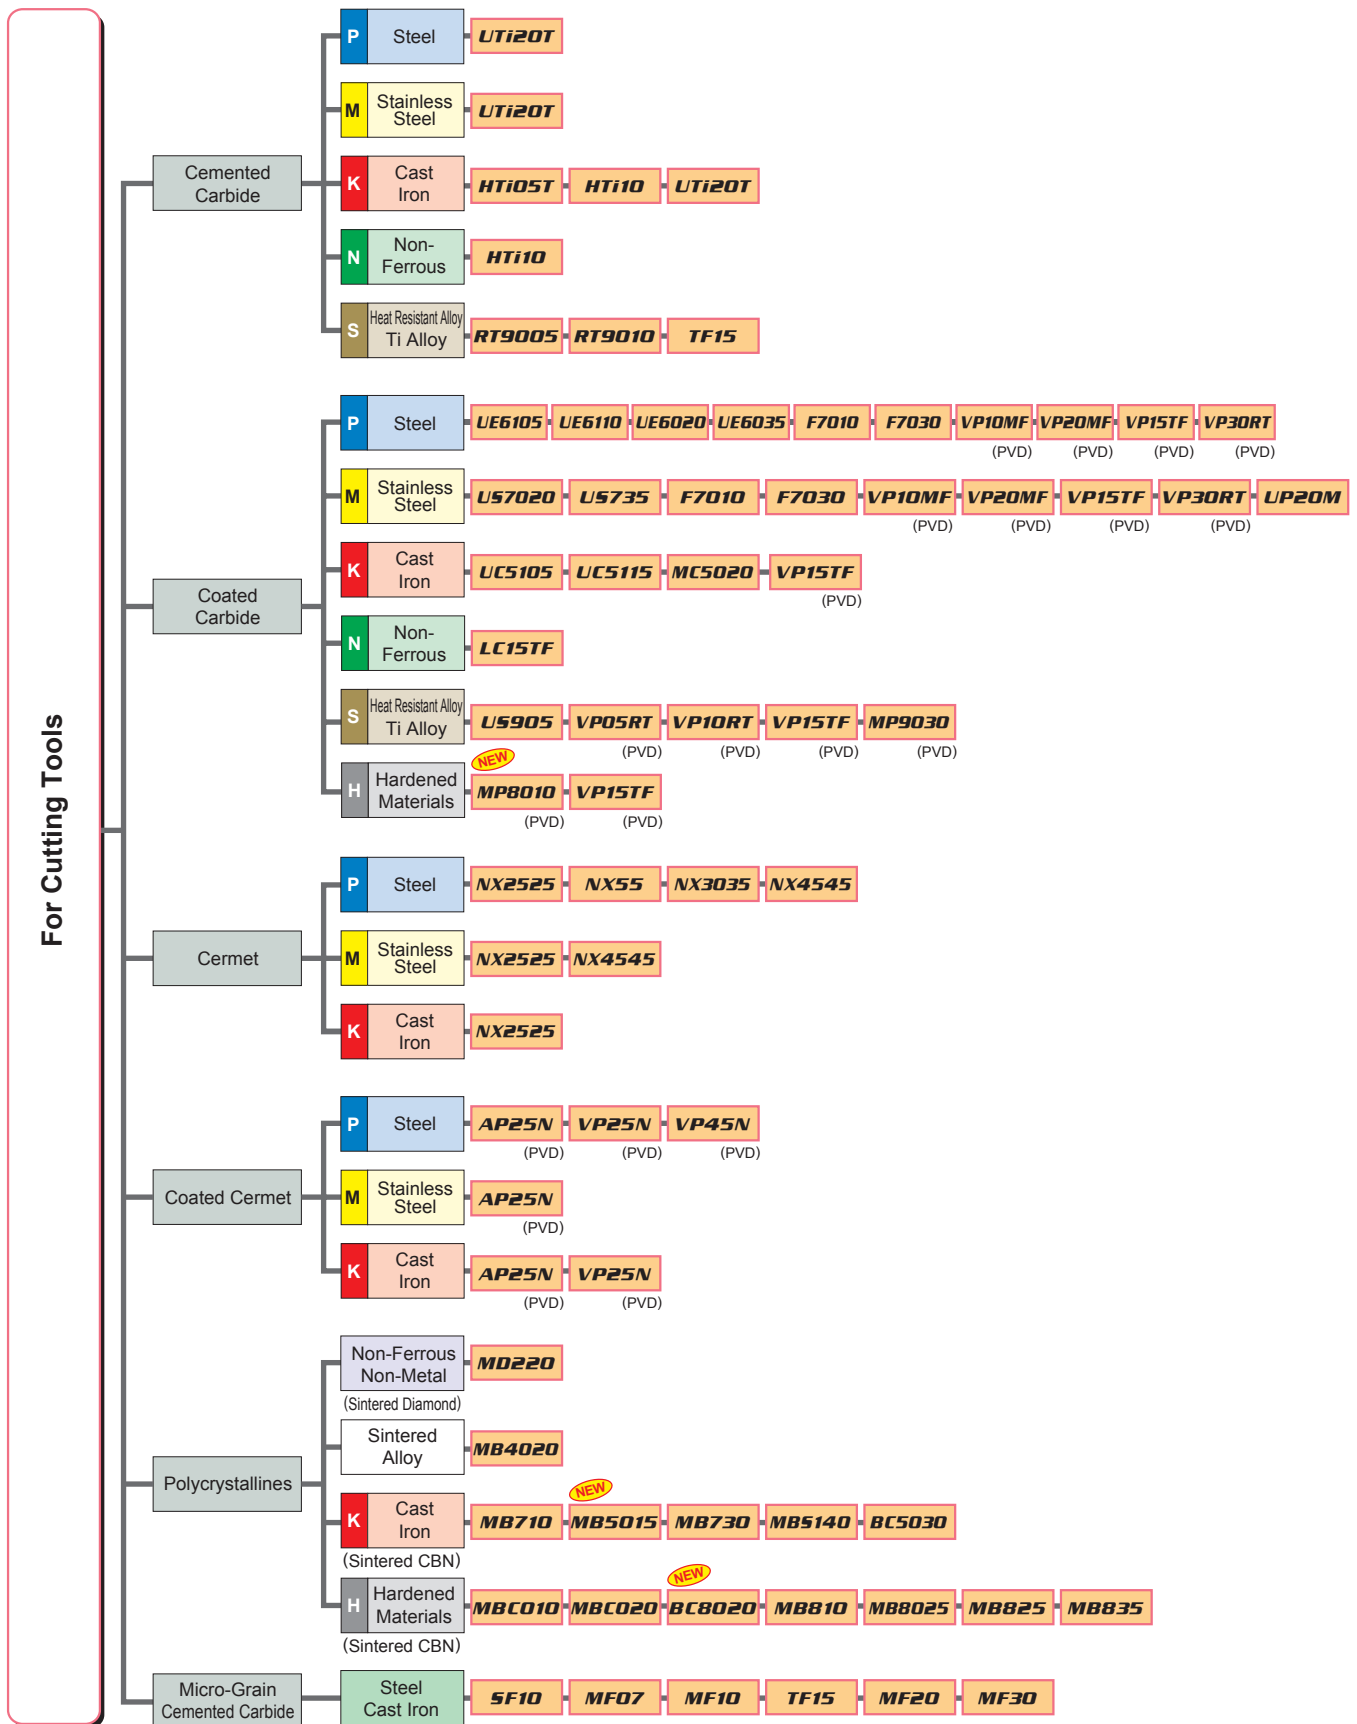 For Cutting Tools
Cemented
Carbide
P
Steel
UTi20T
M
Stainless
Steel
UTi20T
K
Cast
Iron
HTi05T HTi10 UTi20T
N
Non-
Ferrous
HTi10
S
Heat Resistant Alloy
Ti Alloy
RT9005 RT9010 TF15
Coated
Carbide
P
Steel
UE6105 UE6110 UE6020 UE6035 F7010 F7030 VP10MF VP20MF VP15TF VP30RT
(PVD) (PVD) (PVD) (PVD)
M
Stainless
Steel
US7020 US735 F7010 F7030 VP10MF VP20MF VP15TF VP30RT UP20M
(PVD) (PVD) (PVD) (PVD)
K
Cast
Iron
UC5105 UC5115 MC5020 VP15TF
(PVD)
N
Non-
Ferrous
LC15TF
S
Heat Resistant Alloy
Ti Alloy
US905 VP05RT VP10RT VP15TF MP9030
(PVD) (PVD) (PVD) (PVD)
NEW
H
Hardened
Materials
MP8010 VP15TF
(PVD) (PVD)
Cermet
P
Steel
NX2525 NX55 NX3035 NX4545
M
Stainless
Steel
NX2525 NX4545
K
Cast
Iron
NX2525
Coated Cermet
P
Steel
AP25N VP25N VP45N
(PVD) (PVD) (PVD)
M
Stainless
Steel
AP25N
(PVD)
K
Cast
Iron
AP25N VP25N
(PVD) (PVD)
Polycrystallines
Non-Ferrous
Non-Metal
MD220
(Sintered Diamond)
Sintered
Alloy
MB4020
NEW
K
Cast
Iron
MB710 MB5015 MB730 MBS140 BC5030
(Sintered CBN)
NEW
H
Hardened
Materials
MBC010 MBC020 BC8020 MB810 MB8025 MB825 MB835
(Sintered CBN)
Micro-Grain
Cemented Carbide
Steel
Cast Iron
SF10 MF07 MF10 TF15 MF20 MF30